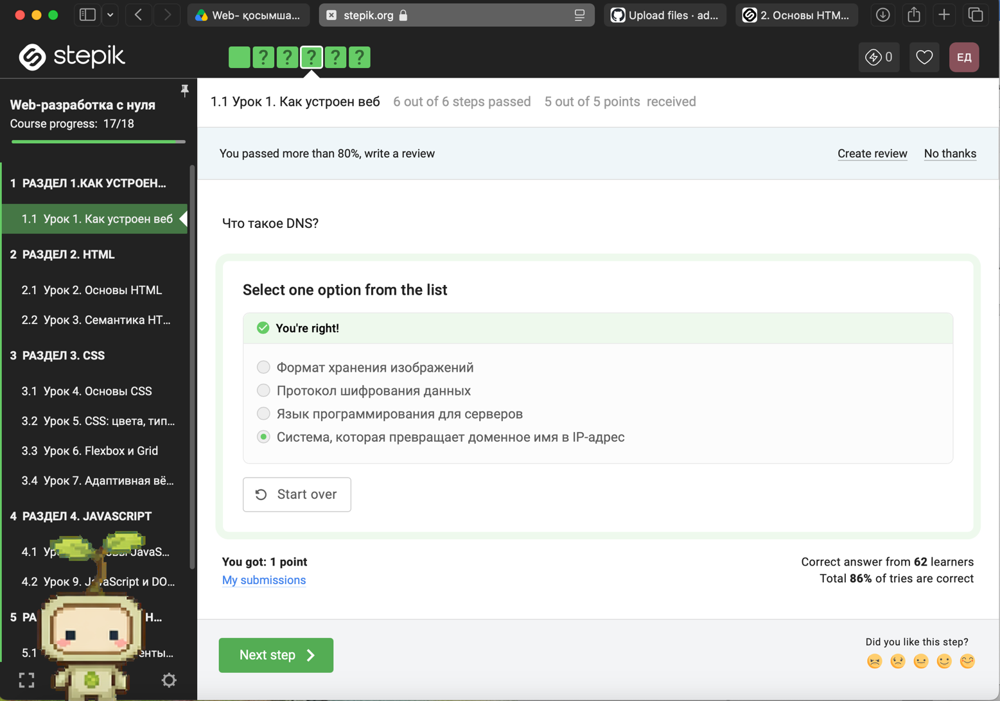 Web- қосымша...
stepik.org
Upload files · ad...
2. Основы HTM...
stepik
? ? ? ? ?
0
ЕД
Web-разработка с нуля
Course progress: 17/18
1 РАЗДЕЛ 1.КАК УСТРОЕН...
1.1 Урок 1. Как устроен веб
2 РАЗДЕЛ 2. HTML
2.1 Урок 2. Основы HTML
2.2 Урок 3. Семантика HT...
3 РАЗДЕЛ 3. CSS
3.1 Урок 4. Основы CSS
3.2 Урок 5. CSS: цвета, тип...
3.3 Урок 6. Flexbox и Grid
3.4 Урок 7. Адаптивная вё...
4 РАЗДЕЛ 4. JAVASCRIPT
4.1
JavaS...
4.2 Урок 9. JavaScript и DO...
5 РА
Н...
5.1
енты...
1.1 Урок 1. Как устроен веб 6 out of 6 steps passed 5 out of 5 points received
You passed more than 80%, write a review
Create review
No thanks
Что такое DNS?
Select one option from the list
You're right!
Формат хранения изображений
Протокол шифрования данных
Язык программирования для серверов
Система, которая превращает доменное имя в IP-адрес
Start over
You got: 1 point
My submissions
Correct answer from 62 learners
Total 86% of tries are correct
Next step
Did you like this step?